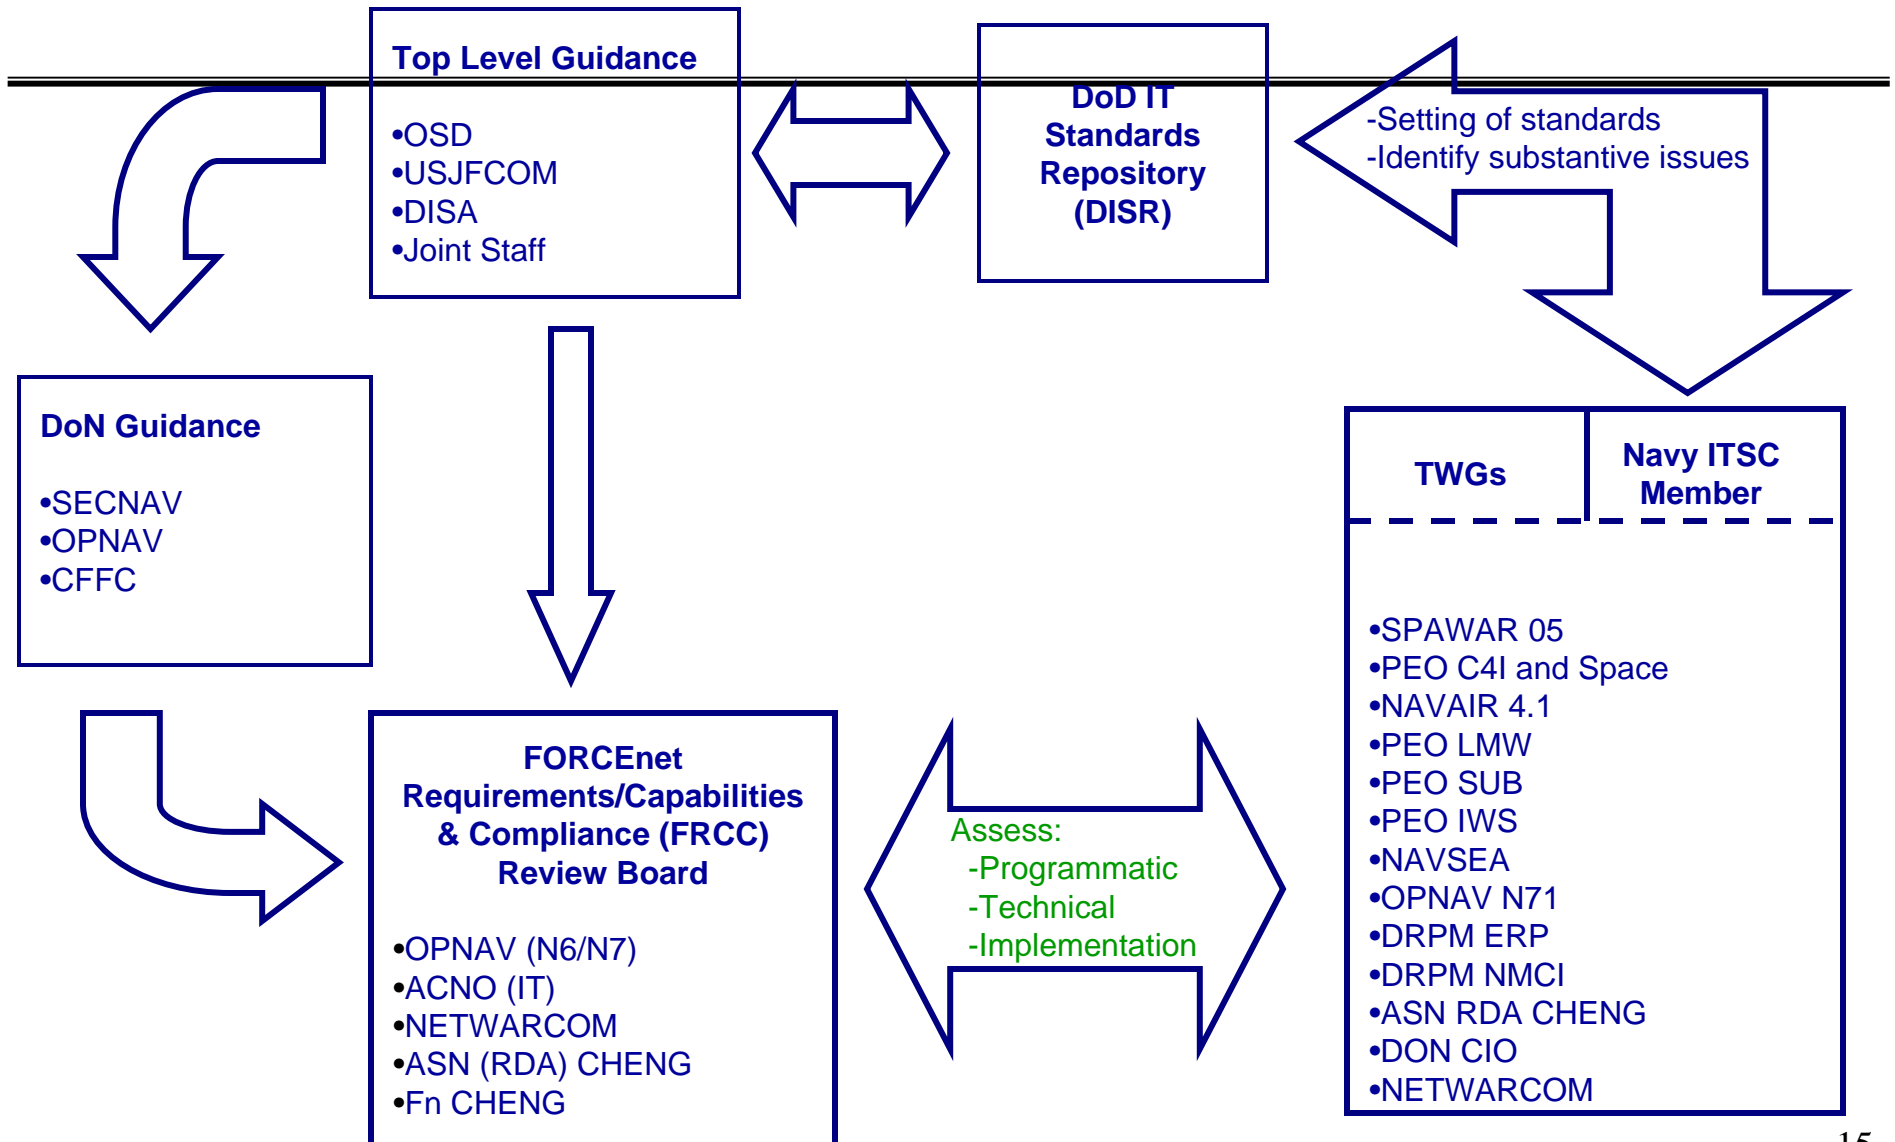 Top Level Guidance
•OSD
•USJFCOM
•DISA
•Joint Staff
DoD IT
Standards
Repository
(DISR)
-Setting of standards
-Identify substantive issues
DoN Guidance
•SECNAV
•OPNAV
•CFFC
TWGs
Navy ITSC
Member
•SPAWAR 05
•PEO C4I and Space
•NAVAIR 4.1
•PEO LMW
•PEO SUB
•PEO IWS
•NAVSEA
•OPNAV N71
•DRPM ERP
•DRPM NMCI
•ASN RDA CHENG
•DON CIO
•NETWARCOM
FORCEnet
Requirements/Capabilities
& Compliance (FRCC)
Review Board
•OPNAV (N6/N7)
•ACNO (IT)
•NETWARCOM
•ASN (RDA) CHENG
•Fn CHENG
Assess:
-Programmatic
-Technical
-Implementation
15